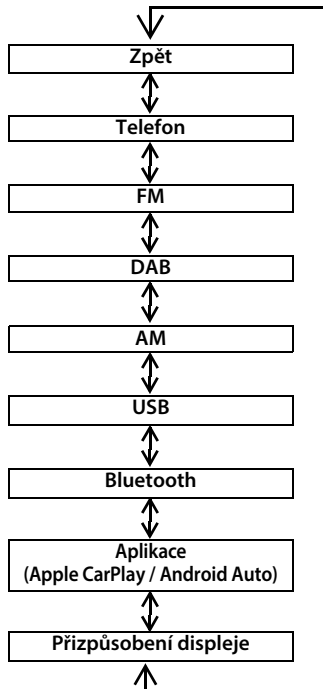 Zpět
Telefon
FM
DAB
AM
USB
Bluetooth
Aplikace
(Apple CarPlay / Android Auto)
Přizpůsobení displeje